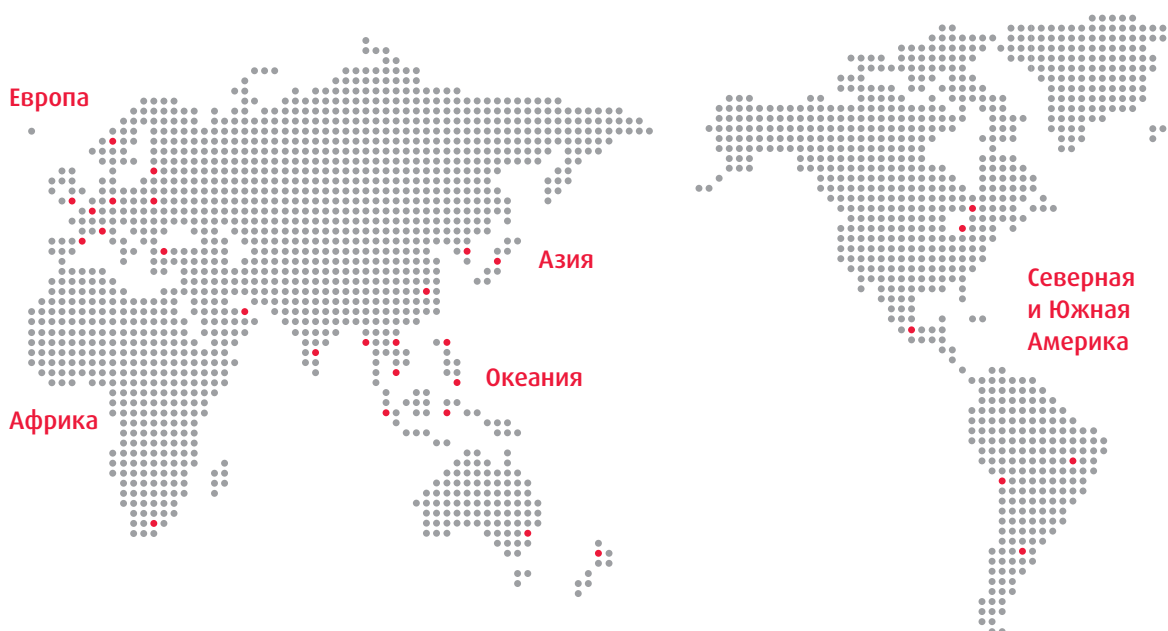 Европа
Азия
Северная
и Южная
Америка
Океания
Африка